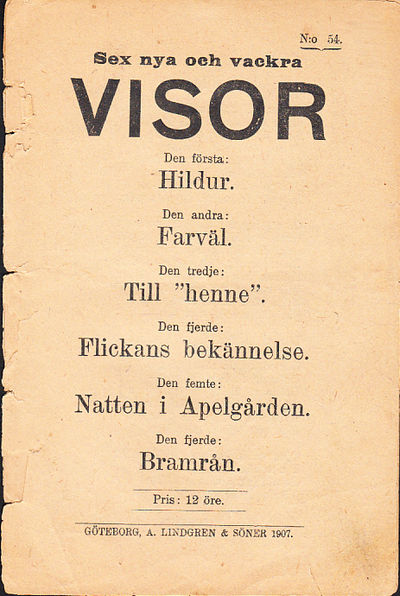 N:o 54.
Sex nya och vackra
VISOR
Den första:
Hildur.
Den andra:
Farväl.
Den tredje:
Till ”henne”.
Den fjerde:
Flickans bekännelse.
Den femte:
Natten i Apelgården.
Den fjerde:
Bramrån.
Pris: 12 öre.
GÖTEBORG, A. LINDGREN & SÖNER 1907.